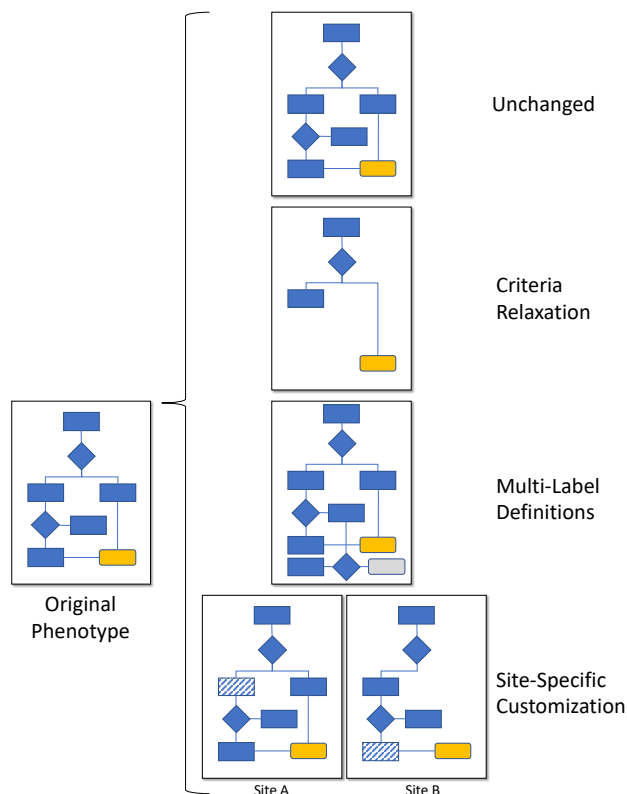 Unchanged
Criteria
Relaxation
Original
Phenotype
Multi-Label
Definitions
Site-Specific
Customization
Site A
Site B